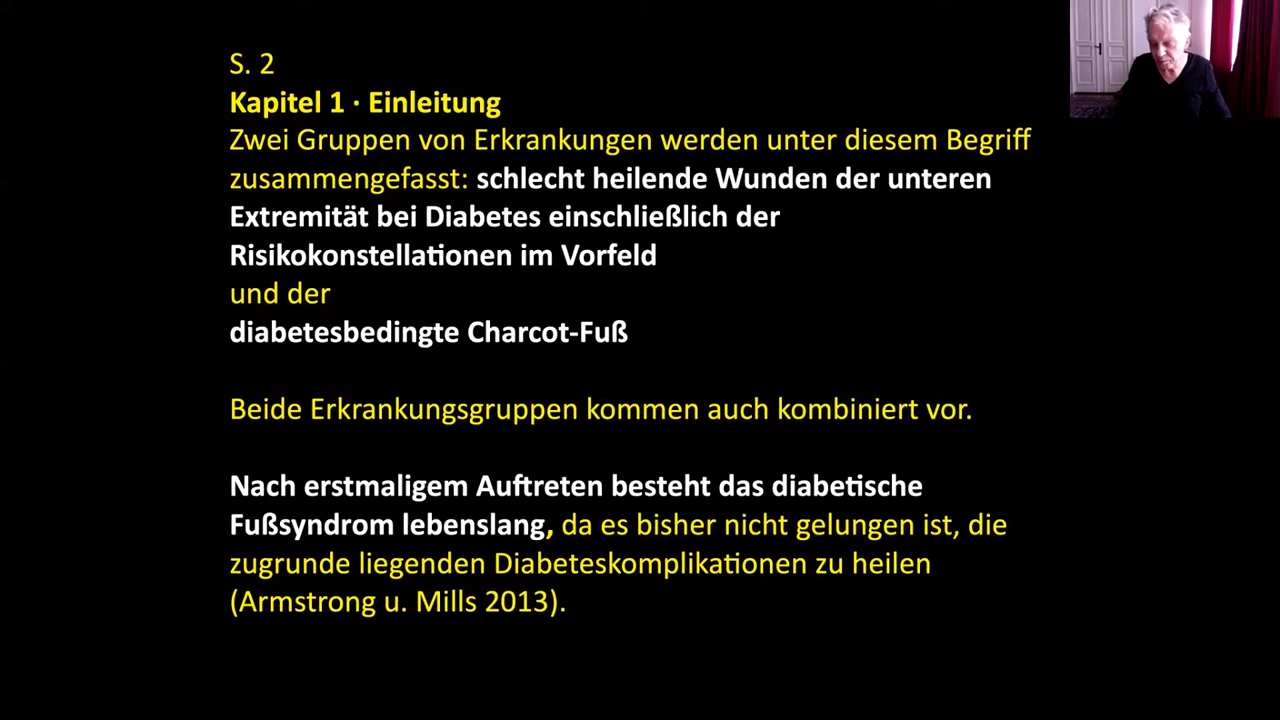 S. 2
Kapitel 1 · Einleitung
Zwei Gruppen von Erkrankungen werden unter diesem Begriff
zusammengefasst: schlecht heilende Wunden der unteren
Extremität bei Diabetes einschließlich der
Risikokonstellationen im Vorfeld
und der
diabetesbedingte Charcot-Fuß
Beide Erkrankungsgruppen kommen auch kombiniert vor.
Nach erstmaligem Auftreten besteht das diabetische
Fußsyndrom lebenslang, da es bisher nicht gelungen ist, die
zugrunde liegenden Diabeteskomplikationen zu heilen
(Armstrong u. Mills 2013).